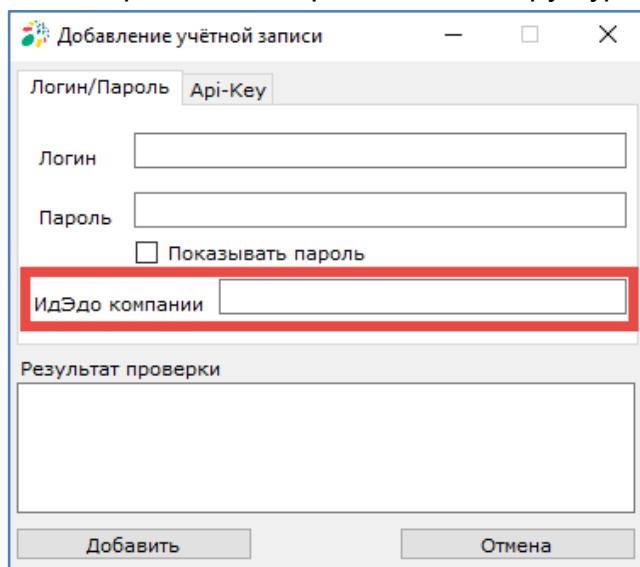 Добавление учётной записи
Логин/Пароль Api-Key
Логин
Пароль
Показывать пароль
ИдЭдо компании
Результат проверки
Добавить Отмена